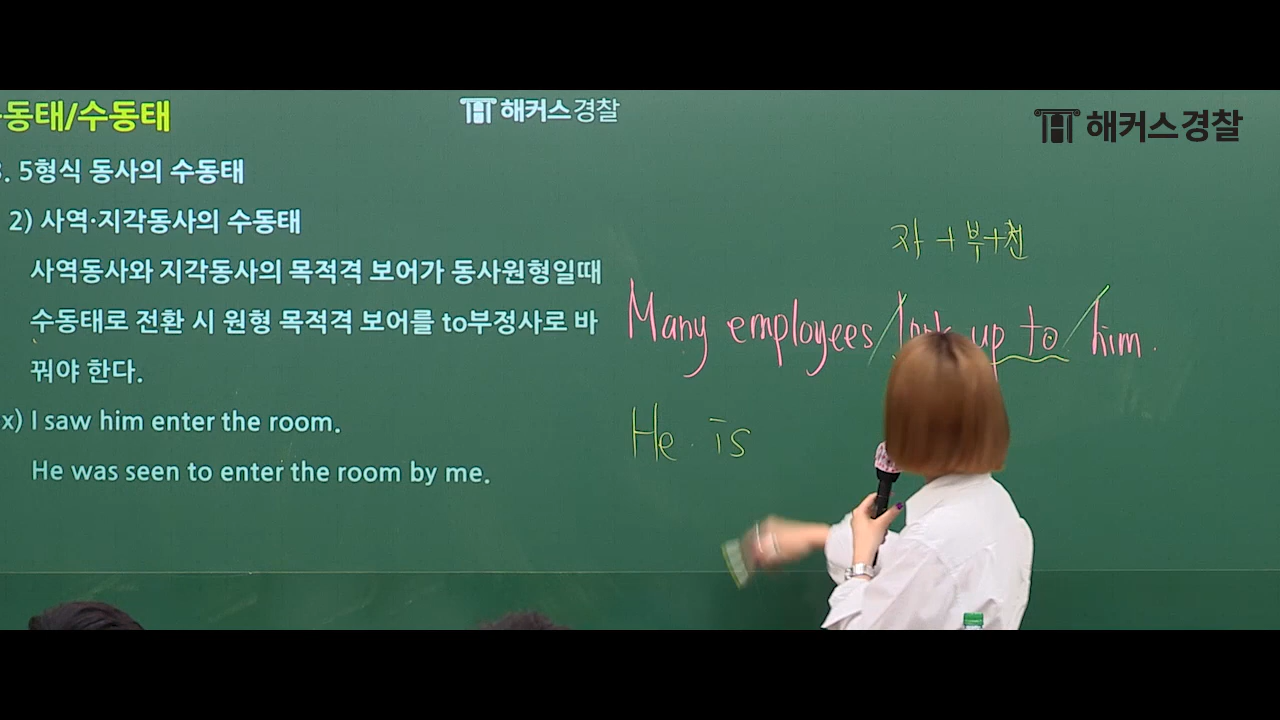 동태/수동태
해커스경찰
해커스경찰
. 5형식 동사의 수동태
2) 사역·지각동사의 수동태
사역동사와 지각동사의 목적격 보어가 동사원형일때
수동태로 전환 시 원형 목적격 보어를 to부정사로 바
꿔야 한다.
x) I saw him enter the room.
He was seen to enter the room by me.
자 + 부 + 전
Many employees / up to / him.
He is